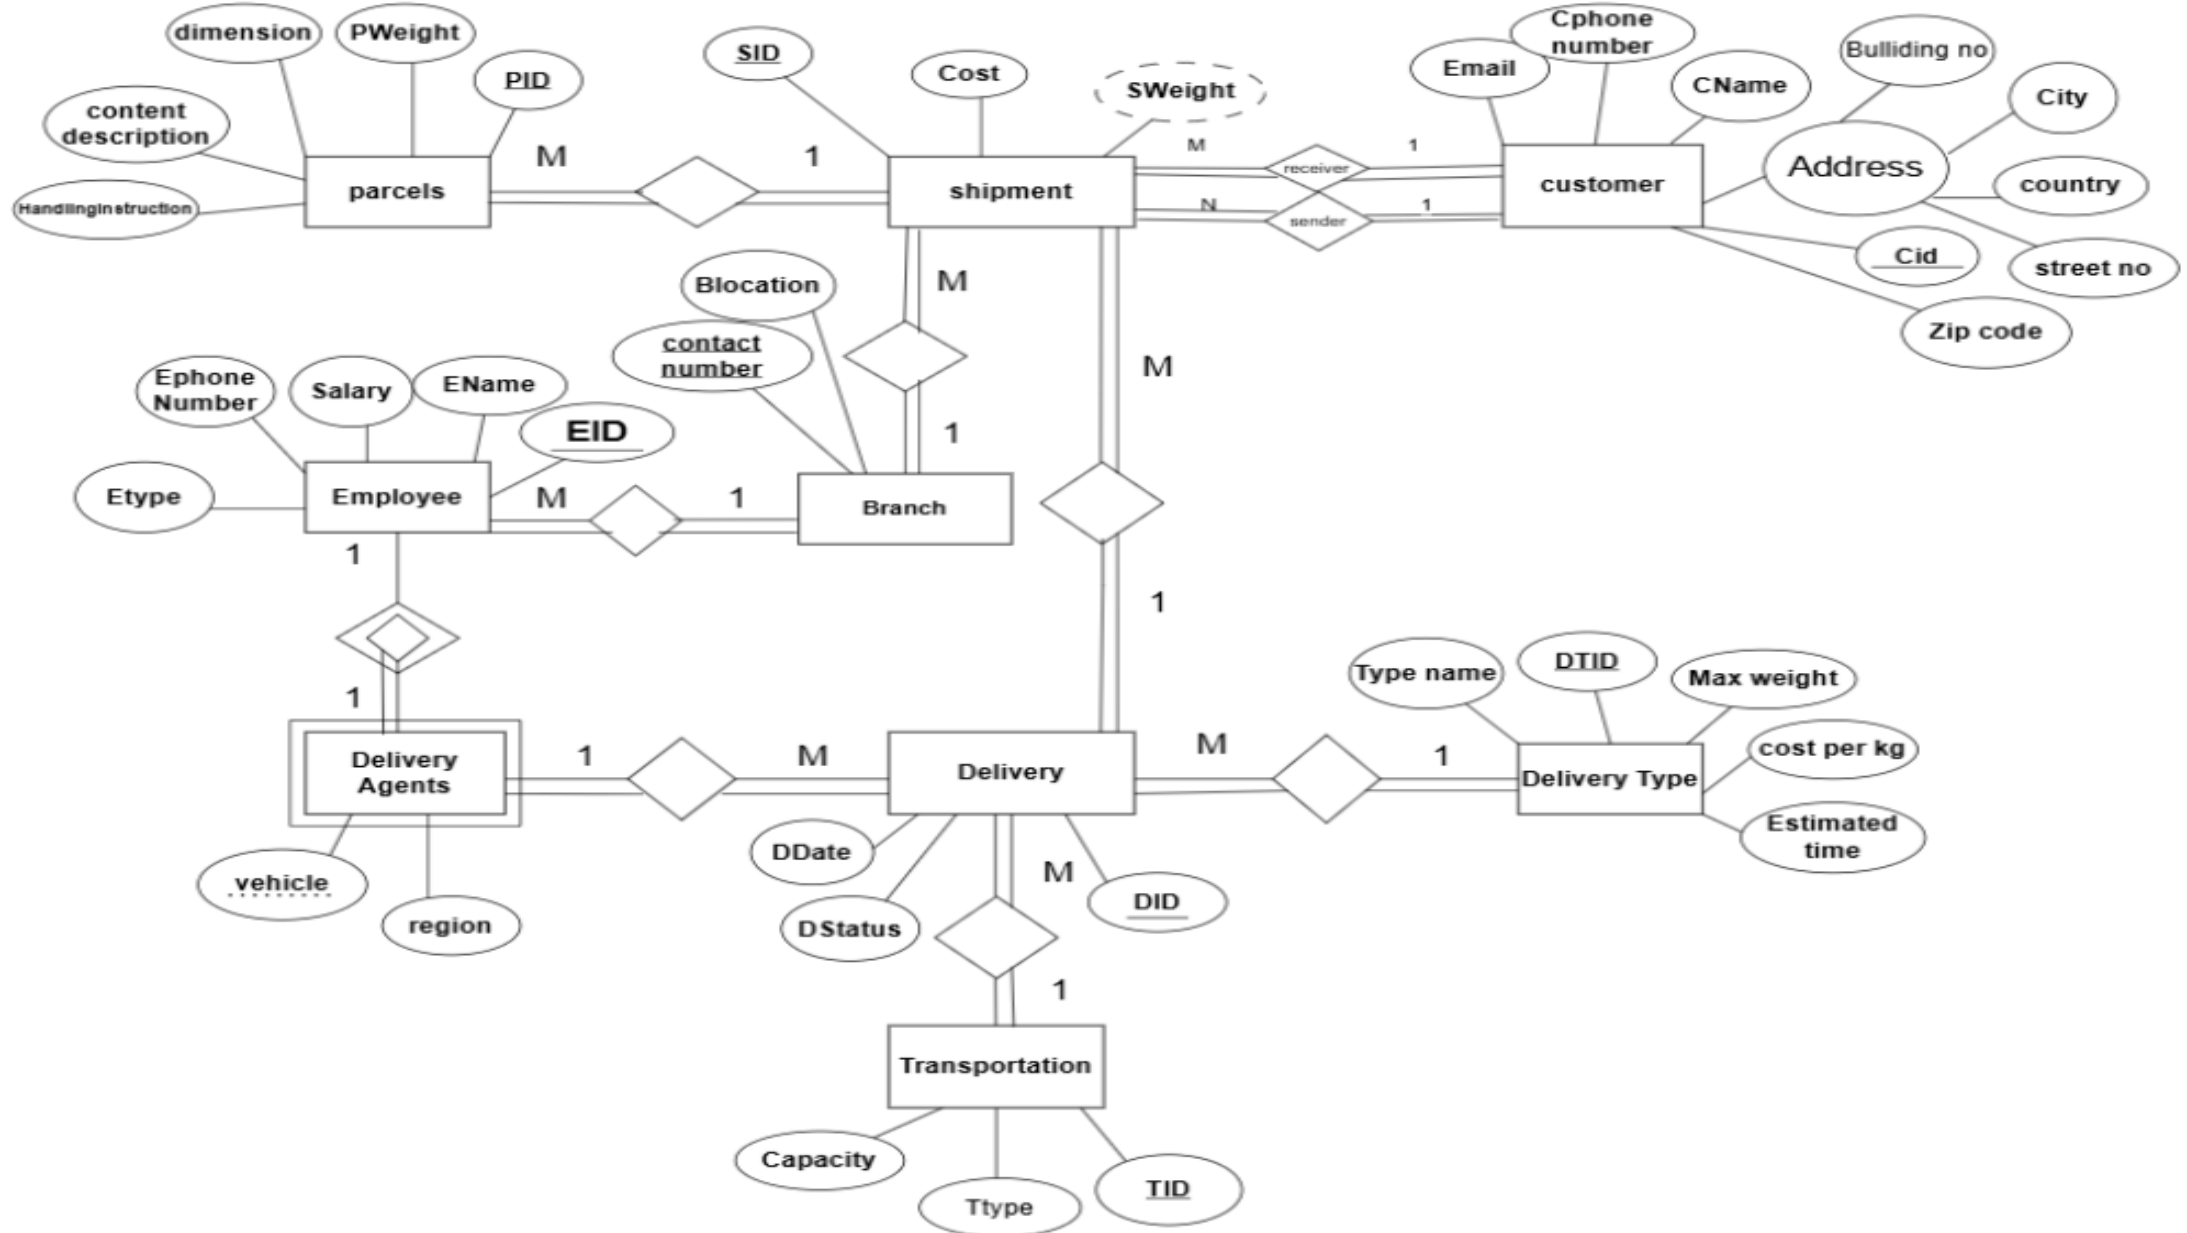 dimension
PWeight
PID
content
description
HandlingInstruction
parcels
M
1
SID
Cost
SWeight
shipment
M
receiver
1
N
sender
1
Email
Cphone
number
CName
customer
Bulliding no
City
Address
country
street no
Cid
Zip code
Blocation
contact
number
M
1
Branch
Ephone
Number
Salary
EName
EID
Etype
Employee
M
1
1
1
Delivery
Agents
vehicle
region
1
M
M
1
Delivery
DDate
DStatus
DID
M
1
M
1
Type name
DTID
Max weight
cost per kg
Estimated
time
Delivery Type
Transportation
Capacity
Ttype
TID